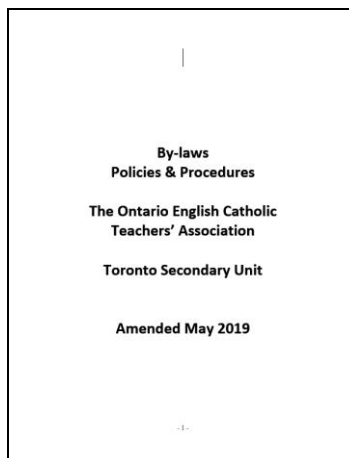 By-laws
Policies & Procedures
The Ontario English Catholic
Teachers' Association
Toronto Secondary Unit
Amended May 2019
- 1 -